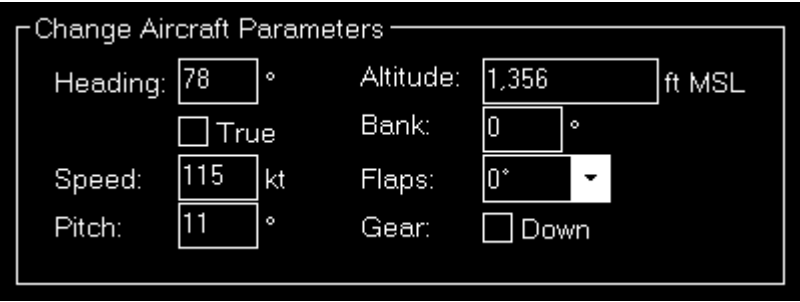 Change Aircraft Parameters
Heading: 78 ° Altitude: 1,356 ft MSL
True Bank: 0 °
Speed: 115 kt Flaps: 0°
Pitch: 11 ° Gear: Down